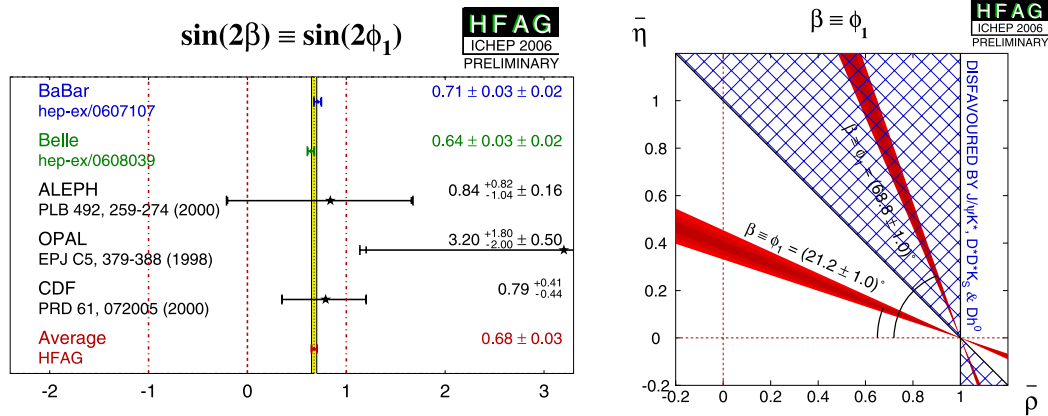 sin(2β) ≡ sin(2ϕ₁)
HFAG
ICHEP 2006
PRELIMINARY
BaBar
hep-ex/0607107
0.71 ± 0.03 ± 0.02
Belle
hep-ex/0608039
0.64 ± 0.03 ± 0.02
ALEPH
PLB 492, 259-274 (2000)
0.84 +0.82 -1.04 ± 0.16
OPAL
EPJ C5, 379-388 (1998)
3.20 +1.80 -2.00 ± 0.50
CDF
PRD 61, 072005 (2000)
0.79 +0.41 -0.44
Average
HFAG
0.68 ± 0.03
-2 -1 0 1 2 3
β ≡ ϕ₁
HFAG
ICHEP 2006
PRELIMINARY
η̄
1
0.8
0.6
0.4
0.2
0
-0.2
-0.2 0 0.2 0.4 0.6 0.8 1
ρ̄
β ≡ ϕ₁ = (68.8 ± 1.0)°
β ≡ ϕ₁ = (21.2 ± 1.0)°
DISFAVOURED BY J/ψK*, D*D*Kₛ & Dh⁰